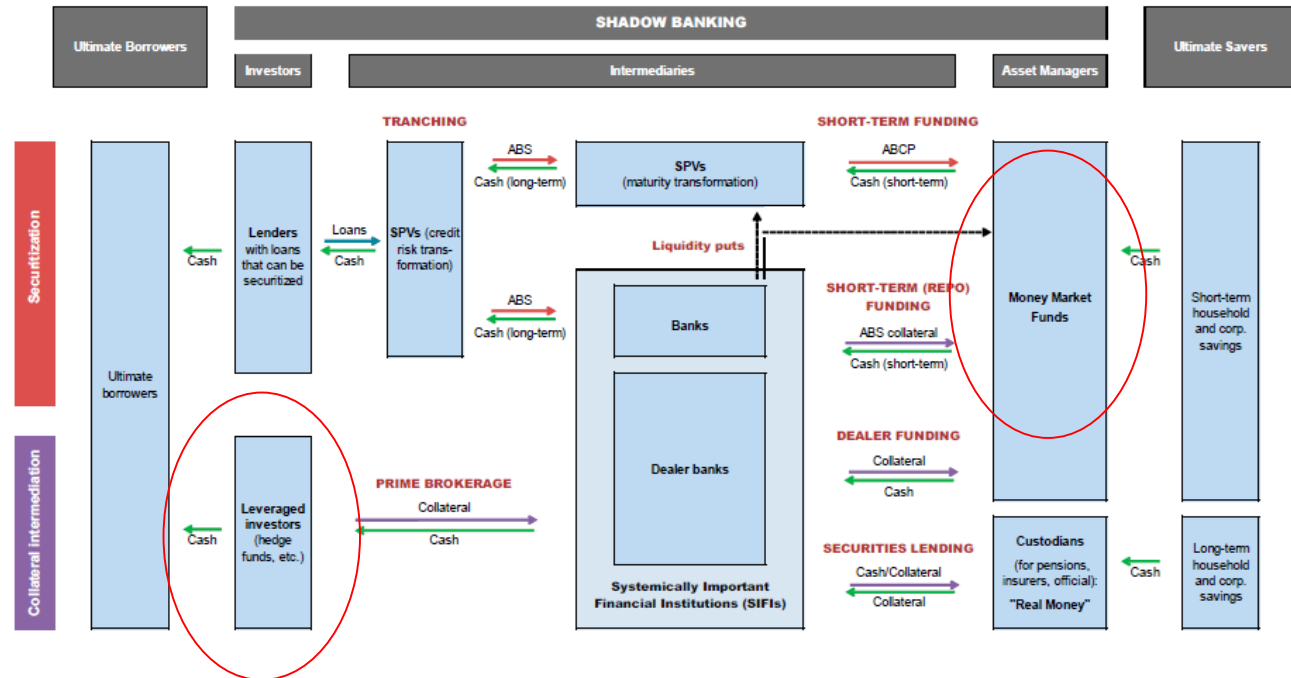 SHADOW BANKING
Ultimate Borrowers
Ultimate Savers
Investors
Intermediaries
Asset Managers
TRANCHING
SHORT-TERM FUNDING
Securitization
Collateral intermediation
Ultimate
borrowers
Cash
Lenders
with loans
that can be
securitized
Loans
Cash
SPVs (credit
risk trans-
formation)
ABS
Cash (long-term)
SPVs
(maturity transformation)
ABCP
Cash (short-term)
Liquidity puts
ABS
Cash (long-term)
Banks
SHORT-TERM (REPO)
FUNDING
ABS collateral
Cash (short-term)
Money Market
Funds
Cash
Short-term
household
and corp.
savings
Cash
Leveraged
investors
(hedge
funds, etc.)
PRIME BROKERAGE
Collateral
Cash
Dealer banks
Systemically Important
Financial Institutions (SIFIs)
DEALER FUNDING
Collateral
Cash
SECURITIES LENDING
Cash/Collateral
Collateral
Custodians
(for pensions,
insurers, official):
"Real Money"
Cash
Long-term
household
and corp.
savings